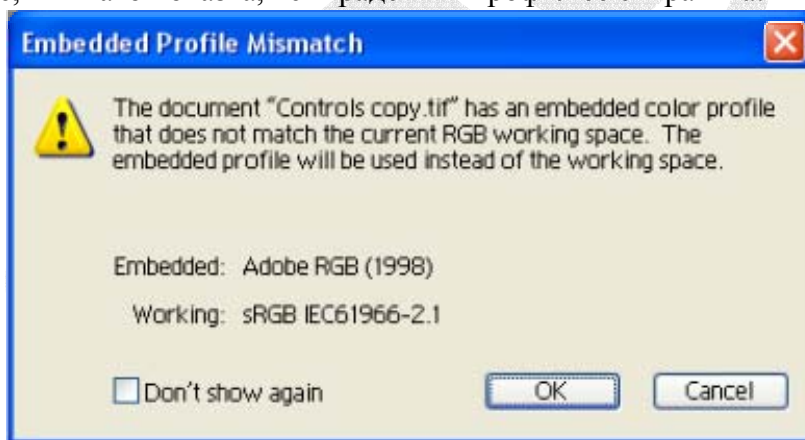 Embedded Profile Mismatch
The document "Controls copy.tif" has an embedded color profile
that does not match the current RGB working space. The
embedded profile will be used instead of the working space.
Embedded: Adobe RGB (1998)
Working: sRGB IEC61966-2.1
Don't show again
OK
Cancel